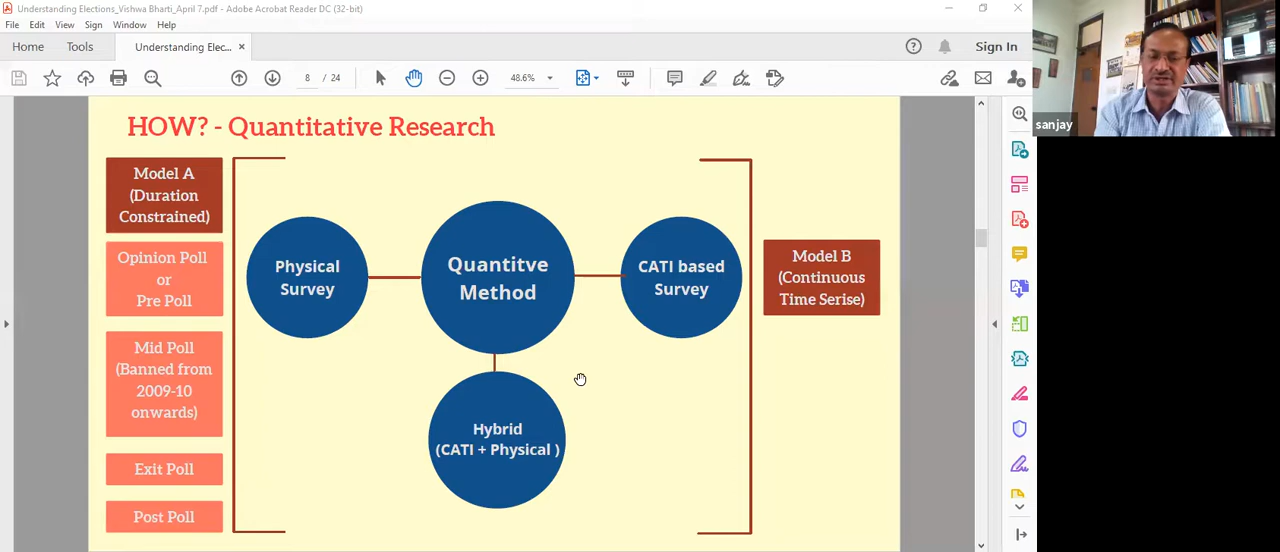 Understanding Elections_Vishwa Bharti_April 7.pdf - Adobe Acrobat Reader DC (32-bit)
File Edit View Sign Window Help
Home Tools Understanding Elec... Sign In
8 / 24 48.6%
sanjay
HOW? - Quantitative Research
Model A
(Duration
Constrained)
Opinion Poll
or
Pre Poll
Mid Poll
(Banned from
2009-10
onwards)
Exit Poll
Post Poll
Physical
Survey
Quantitve
Method
CATI based
Survey
Hybrid
(CATI + Physical )
Model B
(Continuous
Time Serise)